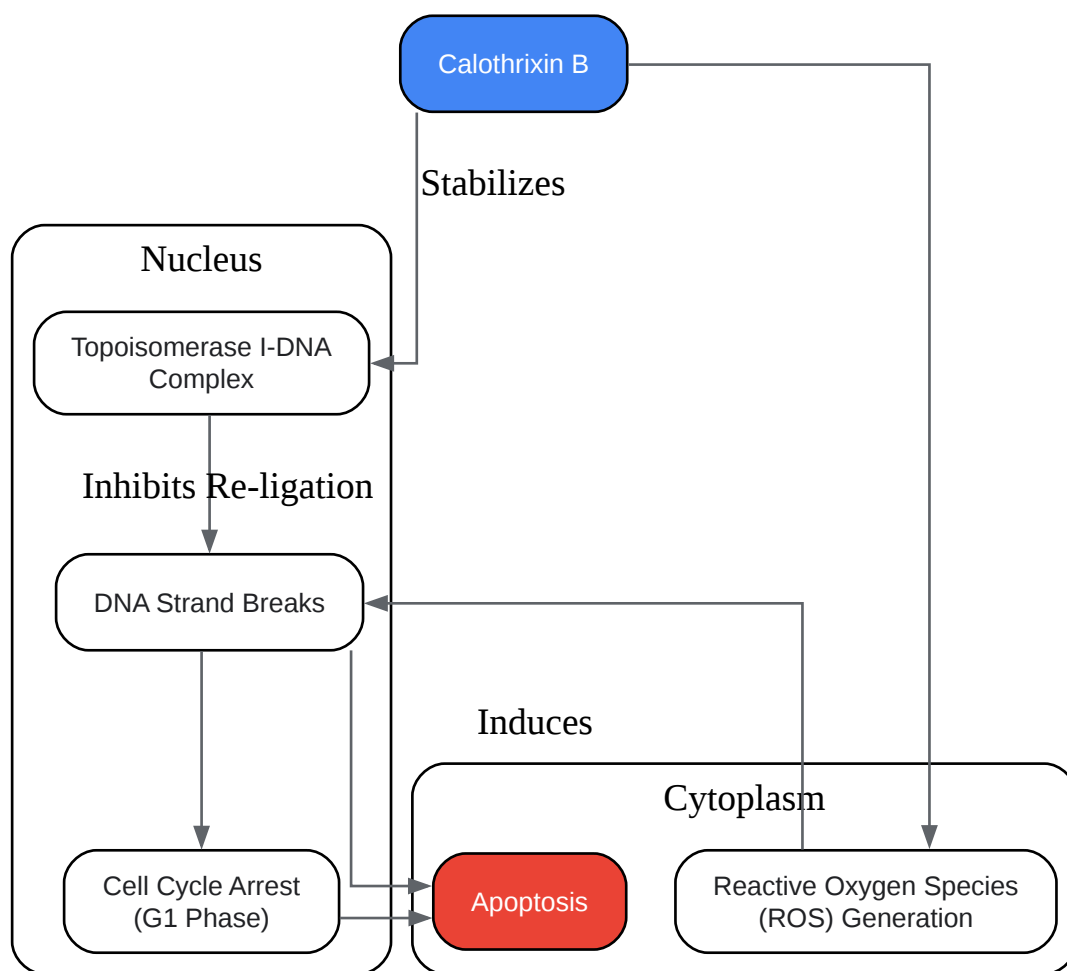 Calothrixin B
Stabilizes
Nucleus
Topoisomerase I-DNA
Complex
Inhibits Re-ligation
DNA Strand Breaks
Induces
Cytoplasm
Cell Cycle Arrest
(G1 Phase)
Apoptosis
Reactive Oxygen Species
(ROS) Generation